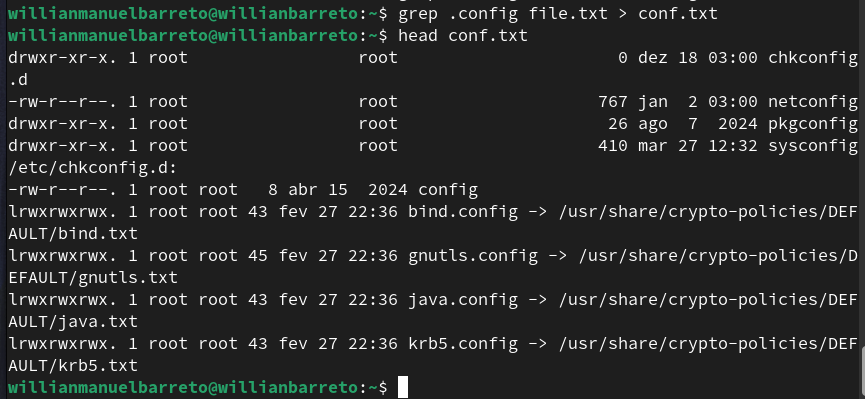 willianmanuelbarreto@willianbarreto:~$ grep .config file.txt > conf.txt
willianmanuelbarreto@willianbarreto:~$ head conf.txt
drwxr-xr-x. 1 root                 root                      0 dez 18 03:00 chkconfig
.d
-rw-r--r--. 1 root                 root                    767 jan  2 03:00 netconfig
drwxr-xr-x. 1 root                 root                     26 ago  7  2024 pkgconfig
drwxr-xr-x. 1 root                 root                    410 mar 27 12:32 sysconfig
/etc/chkconfig.d:
-rw-r--r--. 1 root root   8 abr 15  2024 config
lrwxrwxrwx. 1 root root 43 fev 27 22:36 bind.config -> /usr/share/crypto-policies/DEF
AULT/bind.txt
lrwxrwxrwx. 1 root root 45 fev 27 22:36 gnutls.config -> /usr/share/crypto-policies/D
EFAULT/gnutls.txt
lrwxrwxrwx. 1 root root 43 fev 27 22:36 java.config -> /usr/share/crypto-policies/DEF
AULT/java.txt
lrwxrwxrwx. 1 root root 43 fev 27 22:36 krb5.config -> /usr/share/crypto-policies/DEF
AULT/krb5.txt
willianmanuelbarreto@willianbarreto:~$